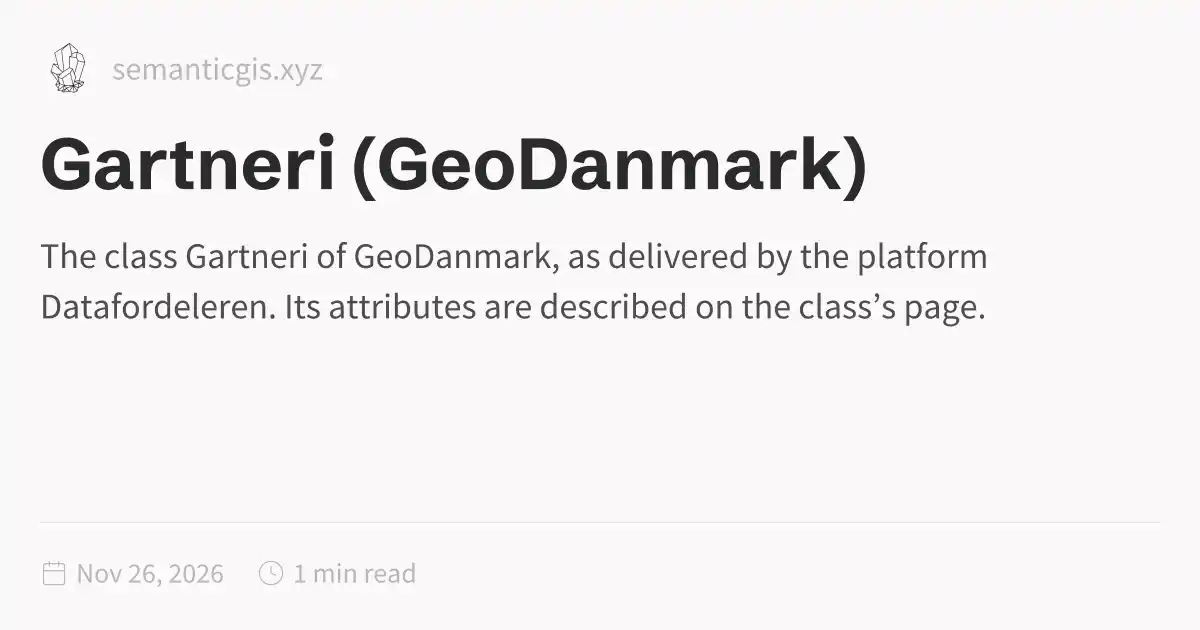 semanticgis.xyz
Gartneri (GeoDanmark)
The class Gartneri of GeoDanmark, as delivered by the platform
Datafordeleren. Its attributes are described on the class’s page.
Nov 26, 2026 1 min read